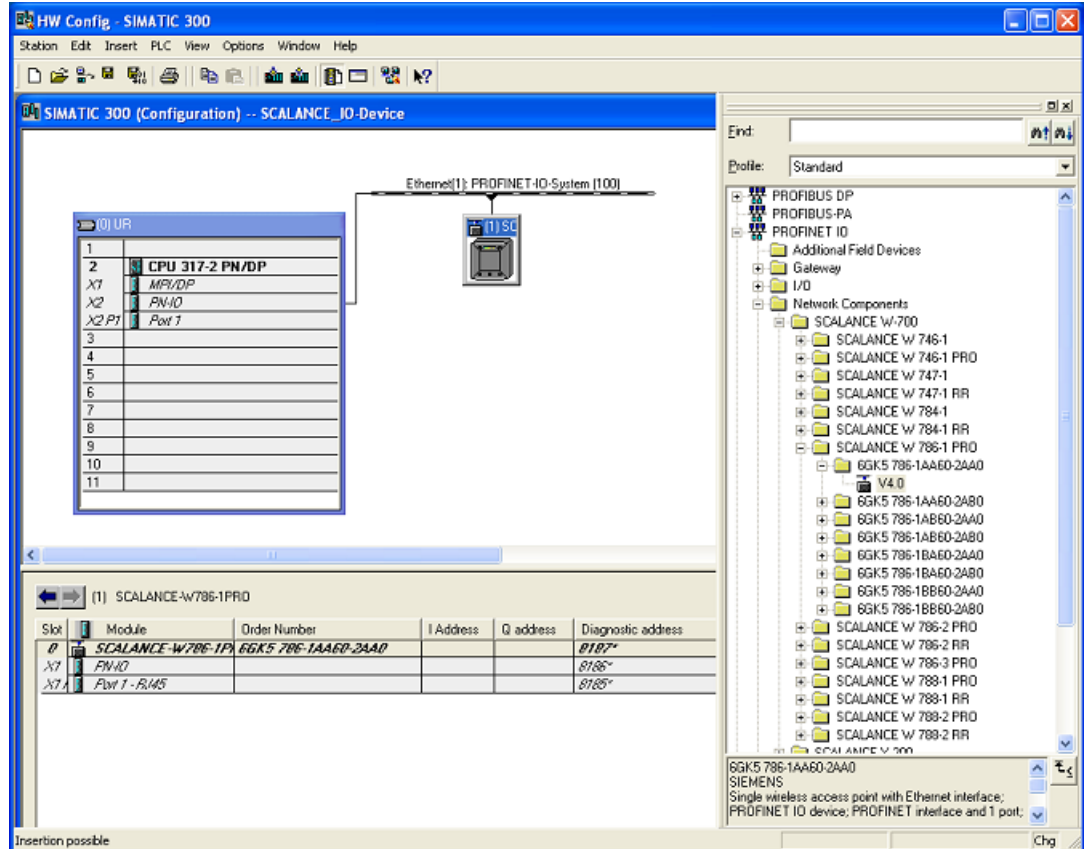 HW Config - SIMATIC 300
Station Edit Insert PLC View Options Window Help
SIMATIC 300 (Configuration) -- SCALANCE_IO-Device
Ethernet(1): PROFINET-IO-System (100)
(0) UR
1
2 CPU 317-2 PN/DP
X1 MPI/DP
X2 PN-IO
X2 P1 Port 1
3
4
5
6
7
8
9
10
11
(1) SC
(1) SCALANCE-W786-1PRO
Slot Module Order Number I Address Q address Diagnostic address
0 SCALANCE-W786-1P 6GK5 786-1AA60-2AA0 8187*
X1 PN-IO 8186*
X1 Port 1 - RJ45 8185*
Find:
Profile: Standard
PROFIBUS DP
PROFIBUS-PA
PROFINET IO
Additional Field Devices
Gateway
I/O
Network Components
SCALANCE W-700
SCALANCE W 746-1
SCALANCE W 746-1 PRO
SCALANCE W 747-1
SCALANCE W 747-1 RR
SCALANCE W 784-1
SCALANCE W 784-1 RR
SCALANCE W 786-1 PRO
6GK5 786-1AA60-2AA0
V4.0
6GK5 786-1AA60-2AB0
6GK5 786-1AB60-2AA0
6GK5 786-1AB60-2AB0
6GK5 786-1BA60-2AA0
6GK5 786-1BA60-2AB0
6GK5 786-1BB60-2AA0
6GK5 786-1BB60-2AB0
SCALANCE W 786-2 PRO
SCALANCE W 786-2 RR
SCALANCE W 786-3 PRO
SCALANCE W 788-1 PRO
SCALANCE W 788-1 RR
SCALANCE W 788-2 PRO
SCALANCE W 788-2 RR
SCALANCE X-200
6GK5 786-1AA60-2AA0
SIEMENS
Single wireless access point with Ethernet interface;
PROFINET IO device; PROFINET interface and 1 port;
Insertion possible
Chg